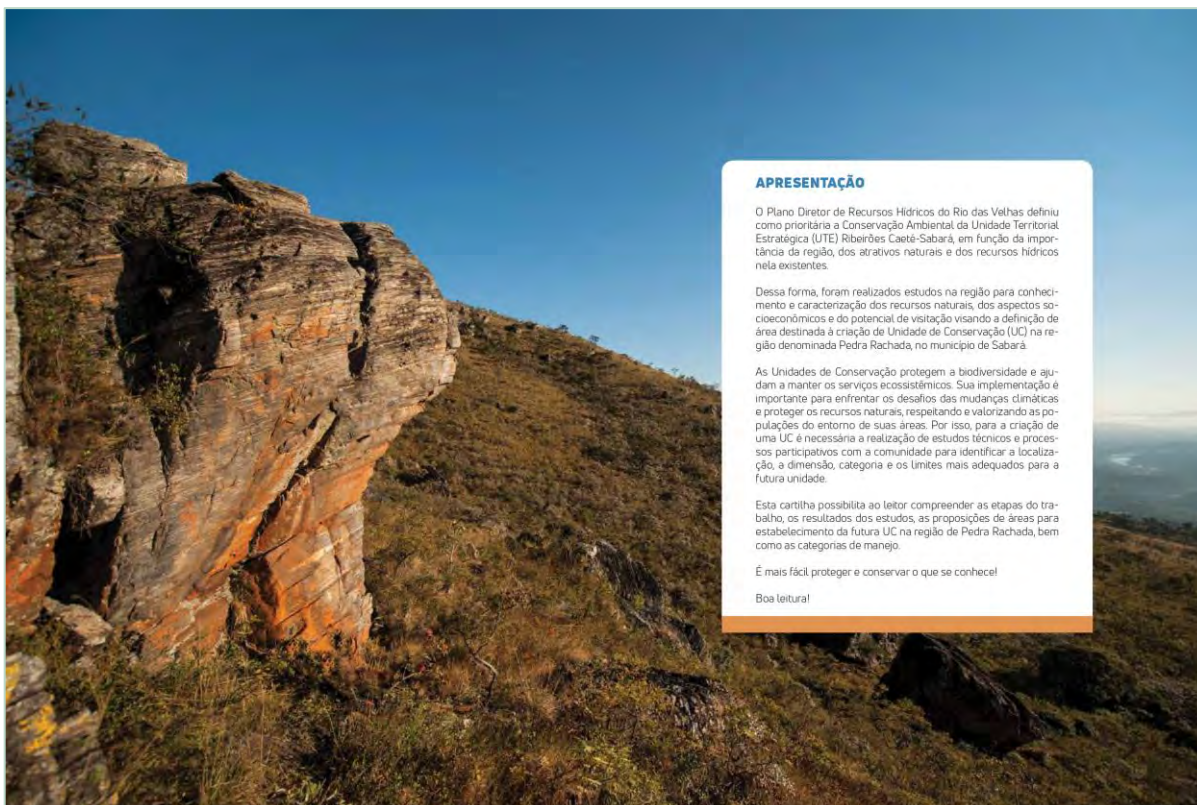 APRESENTAÇÃO
O Plano Diretor de Recursos Hídricos do Rio das Velhas definiu
como prioritária a Conservação Ambiental da Unidade Territorial
Estratégica (UTE) Ribeirões Caeté-Sabará, em função da impor-
tância da região, dos atrativos naturais e dos recursos hídricos
nela existentes.
Dessa forma, foram realizados estudos na região para conheci-
mento e caracterização dos recursos naturais, dos aspectos so-
cioeconômicos e do potencial de visitação visando a definição de
área destinada à criação de Unidade de Conservação (UC) na re-
gião denominada Pedra Rachada, no município de Sabará.
As Unidades de Conservação protegem a biodiversidade e aju-
dam a manter os serviços ecossistêmicos. Sua implementação é
importante para enfrentar os desafios das mudanças climáticas
e proteger os recursos naturais, respeitando e valorizando as po-
pulações do entorno de suas áreas. Por isso, para a criação de
uma UC é necessária a realização de estudos técnicos e proces-
sos participativos com a comunidade para identificar a localiza-
ção, a dimensão, categoria e os limites mais adequados para a
futura unidade.
Esta cartilha possibilita ao leitor compreender as etapas do tra-
balho, os resultados dos estudos, as proposições de áreas para
estabelecimento da futura UC na região de Pedra Rachada, bem
como as categorias de manejo.
É mais fácil proteger e conservar o que se conhece!
Boa leitura!